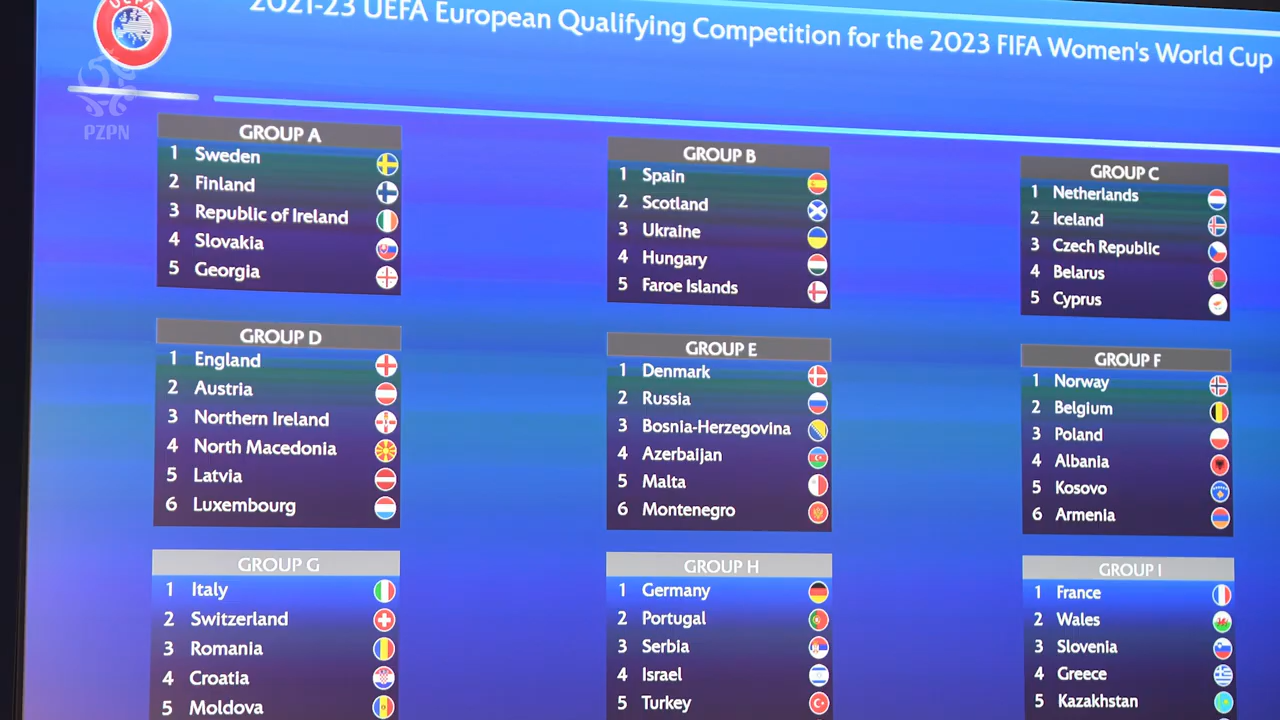 UEFA
2021-23 UEFA European Qualifying Competition for the 2023 FIFA Women's World Cup
PZPN
GROUP A
1 Sweden
2 Finland
3 Republic of Ireland
4 Slovakia
5 Georgia
GROUP B
1 Spain
2 Scotland
3 Ukraine
4 Hungary
5 Faroe Islands
GROUP C
1 Netherlands
2 Iceland
3 Czech Republic
4 Belarus
5 Cyprus
GROUP D
1 England
2 Austria
3 Northern Ireland
4 North Macedonia
5 Latvia
6 Luxembourg
GROUP E
1 Denmark
2 Russia
3 Bosnia-Herzegovina
4 Azerbaijan
5 Malta
6 Montenegro
GROUP F
1 Norway
2 Belgium
3 Poland
4 Albania
5 Kosovo
6 Armenia
GROUP G
1 Italy
2 Switzerland
3 Romania
4 Croatia
5 Moldova
GROUP H
1 Germany
2 Portugal
3 Serbia
4 Israel
5 Turkey
GROUP I
1 France
2 Wales
3 Slovenia
4 Greece
5 Kazakhstan